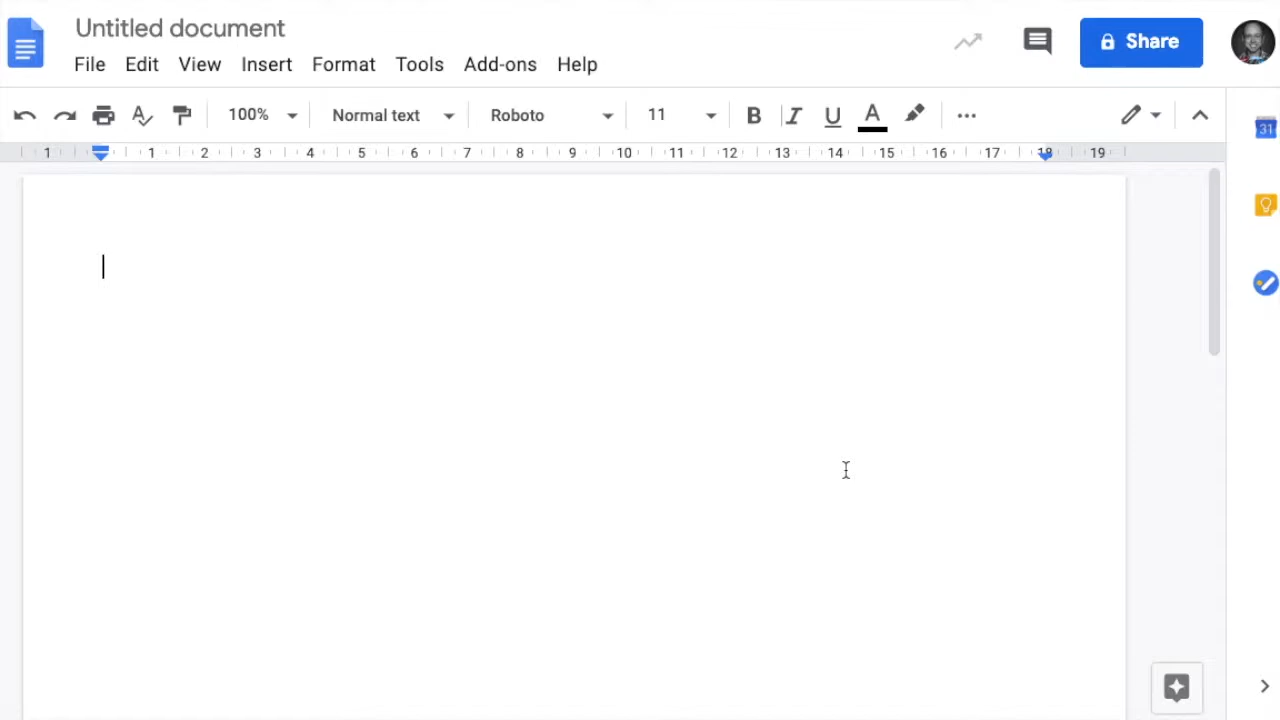 Untitled document
File Edit View Insert Format Tools Add-ons Help
Share
100% Normal text Roboto 11 B I U A
1 1 2 3 4 5 6 7 8 9 10 11 12 13 14 15 16 17 18 19
31